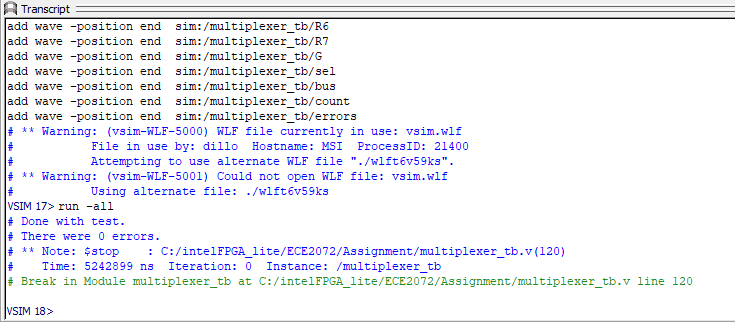 Transcript
add wave -position end  sim:/multiplexer_tb/R6
add wave -position end  sim:/multiplexer_tb/R7
add wave -position end  sim:/multiplexer_tb/G
add wave -position end  sim:/multiplexer_tb/sel
add wave -position end  sim:/multiplexer_tb/bus
add wave -position end  sim:/multiplexer_tb/count
add wave -position end  sim:/multiplexer_tb/errors
# ** Warning: (vsim-WLF-5000) WLF file currently in use: vsim.wlf
#          File in use by: dillo  Hostname: MSI  ProcessID: 21400
#          Attempting to use alternate WLF file "./wlft6v59ks".
# ** Warning: (vsim-WLF-5001) Could not open WLF file: vsim.wlf
#          Using alternate file: ./wlft6v59ks
VSIM 17> run -all
# Done with test.
# There were 0 errors.
# ** Note: $stop    : C:/intelFPGA_lite/ECE2072/Assignment/multiplexer_tb.v(120)
#    Time: 5242899 ns  Iteration: 0  Instance: /multiplexer_tb
# Break in Module multiplexer_tb at C:/intelFPGA_lite/ECE2072/Assignment/multiplexer_tb.v line 120
VSIM 18>